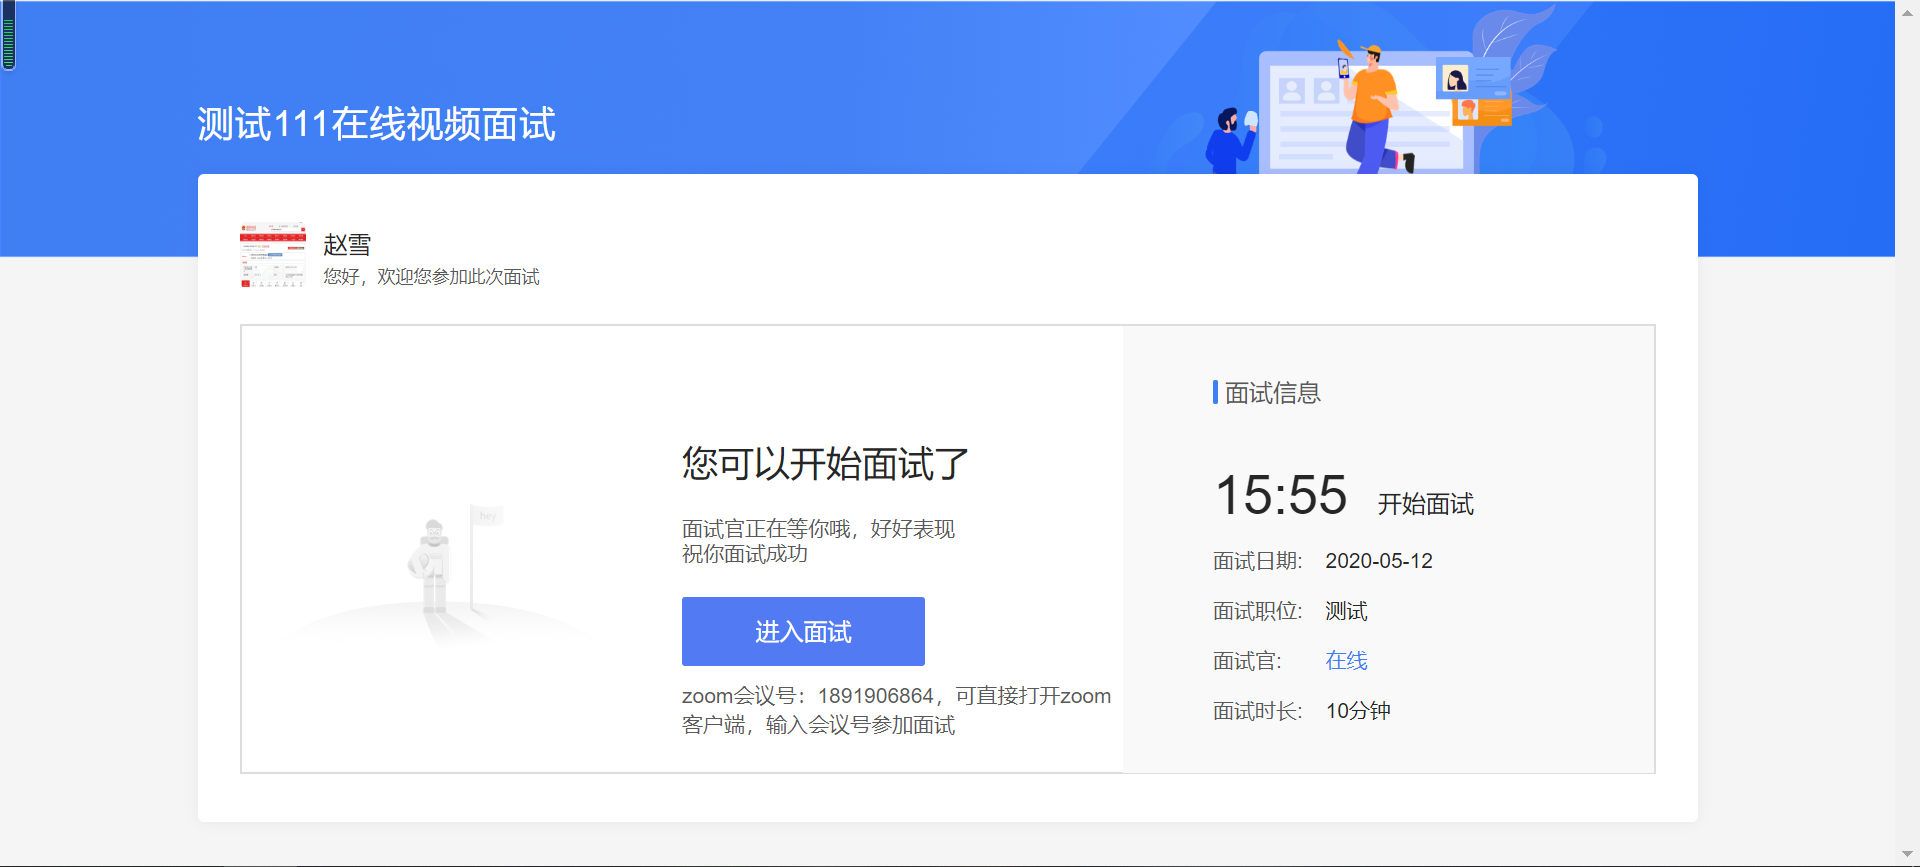 测试111在线视频面试
赵雪
您好，欢迎您参加此次面试
hey
您可以开始面试了
面试官正在等你哦，好好表现
祝你面试成功
进入面试
zoom会议号：1891906864，可直接打开zoom
客户端，输入会议号参加面试
面试信息
15:55 开始面试
面试日期: 2020-05-12
面试职位: 测试
面试官: 在线
面试时长: 10分钟